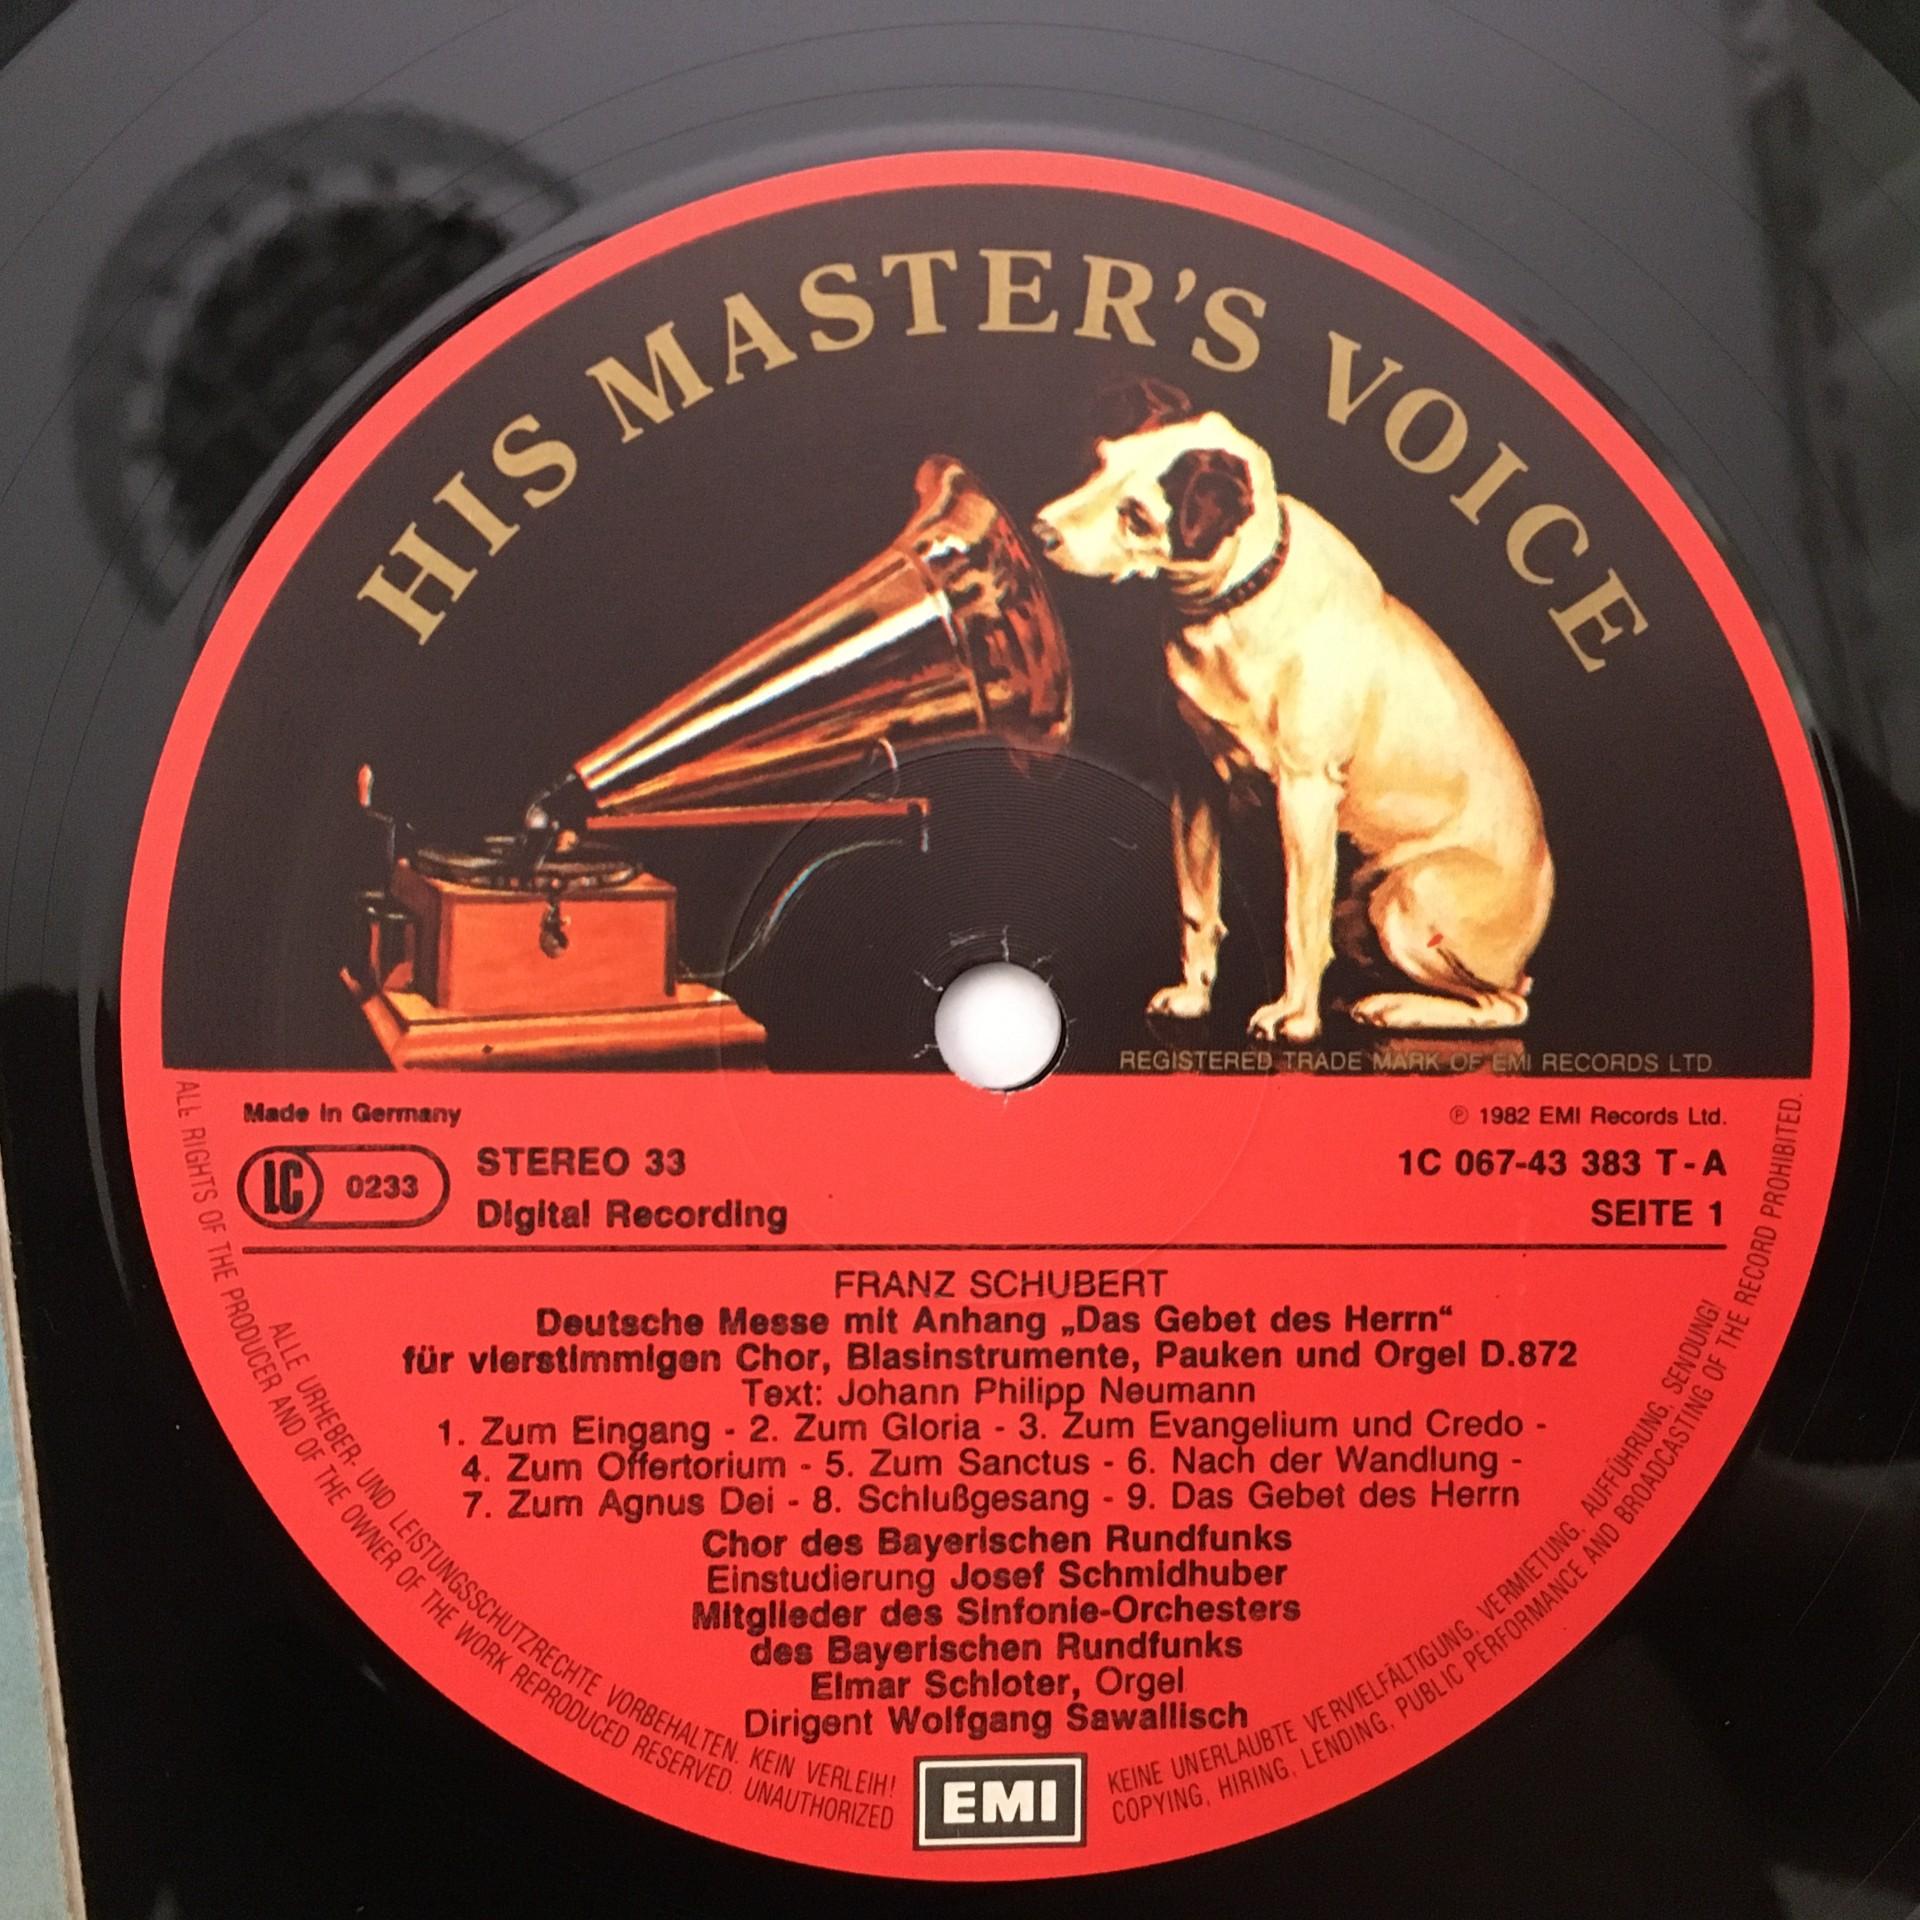 HIS MASTER'S VOICE
REGISTERED TRADE MARK OF EMI RECORDS LTD
Made in Germany
℗ 1982 EMI Records Ltd.
LC 0233
STEREO 33
1C 067-43 383 T-A
Digital Recording
SEITE 1
FRANZ SCHUBERT
Deutsche Messe mit Anhang „Das Gebet des Herrn“
für vierstimmigen Chor, Blasinstrumente, Pauken und Orgel D.872
Text: Johann Philipp Neumann
1. Zum Eingang - 2. Zum Gloria - 3. Zum Evangelium und Credo -
4. Zum Offertorium - 5. Zum Sanctus - 6. Nach der Wandlung -
7. Zum Agnus Dei - 8. Schlußgesang - 9. Das Gebet des Herrn
Chor des Bayerischen Rundfunks
Einstudierung Josef Schmidhuber
Mitglieder des Sinfonie-Orchesters
des Bayerischen Rundfunks
Elmar Schloter, Orgel
Dirigent Wolfgang Sawallisch
EMI
ALLE URHEBER- UND LEISTUNGSSCHUTZRECHTE VORBEHALTEN. KEIN VERLEIH! KEINE UNERLAUBTE VERVIELFÄLTIGUNG, VERMIETUNG, AUFFÜHRUNG, SENDUNG!
ALL RIGHTS OF THE PRODUCER AND OF THE OWNER OF THE WORK REPRODUCED RESERVED. UNAUTHORIZED COPYING, HIRING, LENDING, PUBLIC PERFORMANCE AND BROADCASTING OF THE RECORD PROHIBITED.